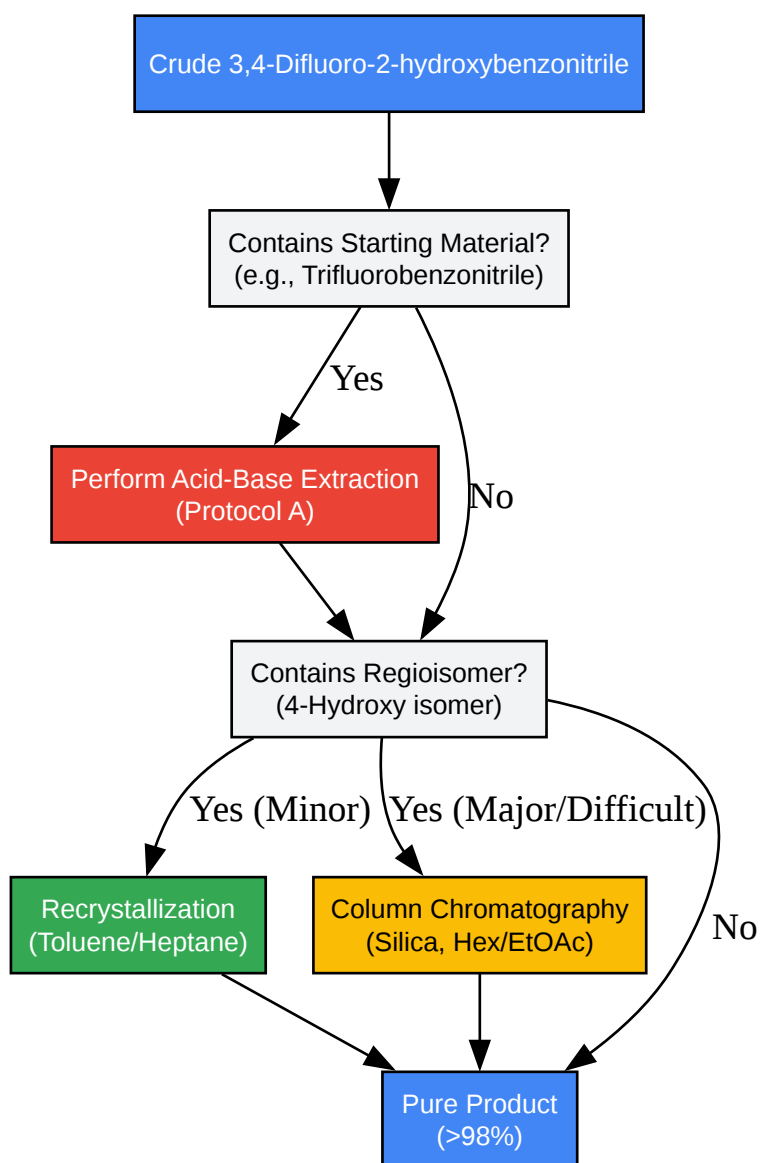 Crude 3,4-Difluoro-2-hydroxybenzonitrile
Contains Starting Material?
(e.g., Trifluorobenzonitrile)
Yes
Perform Acid-Base Extraction
(Protocol A)
No
Contains Regioisomer?
(4-Hydroxy isomer)
Yes (Minor)
Yes (Major/Difficult)
Recrystallization
(Toluene/Heptane)
Column Chromatography
(Silica, Hex/EtOAc)
No
Pure Product
(>98%)